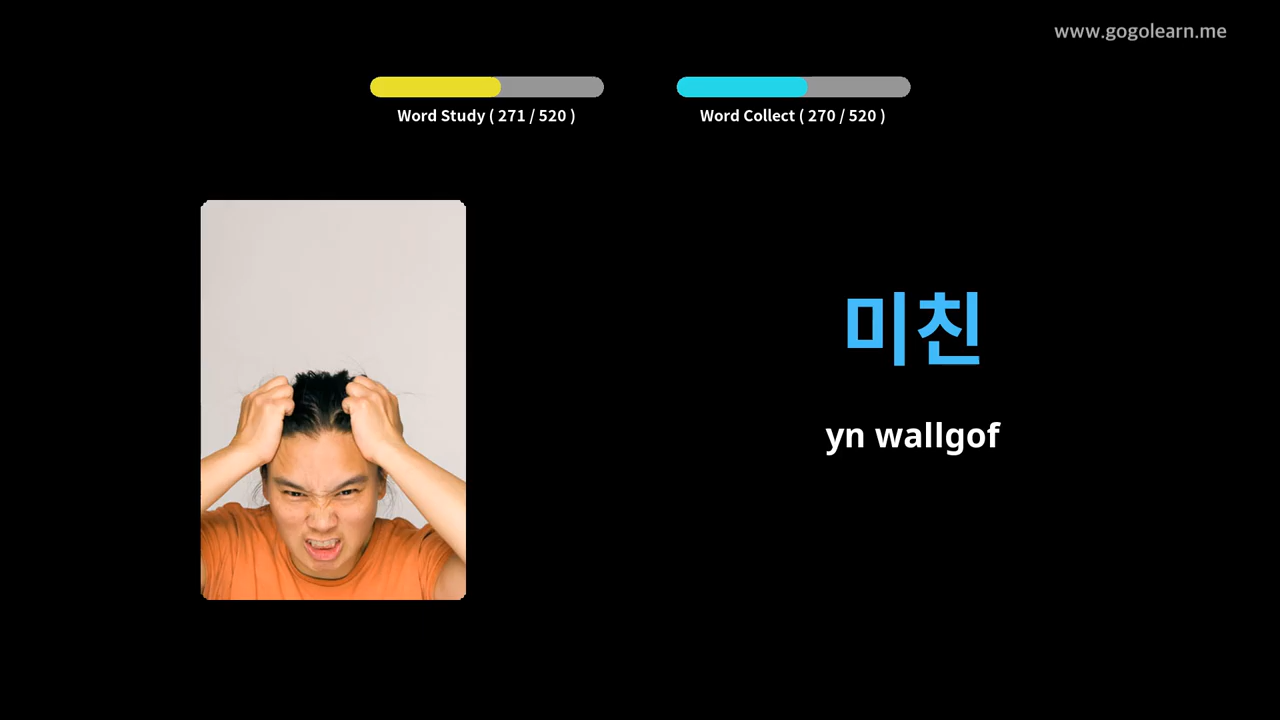 www.gogolearn.me
Word Study ( 271 / 520 )
Word Collect ( 270 / 520 )
미친
yn wallgof